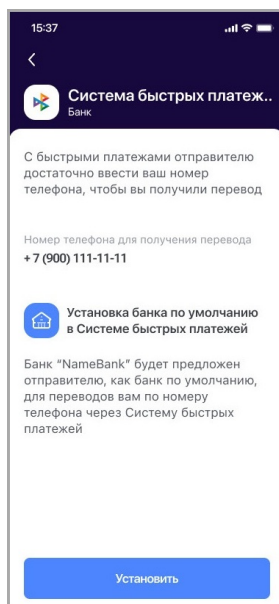 15:37
Система быстрых платеж..
Банк
С быстрыми платежами отправителю
достаточно ввести ваш номер
телефона, чтобы вы получили перевод
Номер телефона для получения перевода
+ 7 (900) 111-11-11
Установка банка по умолчанию
в Системе быстрых платежей
Банк “NameBank” будет предложен
отправителю, как банк по умолчанию,
для переводов вам по номеру
телефона через Систему быстрых
платежей
Установить